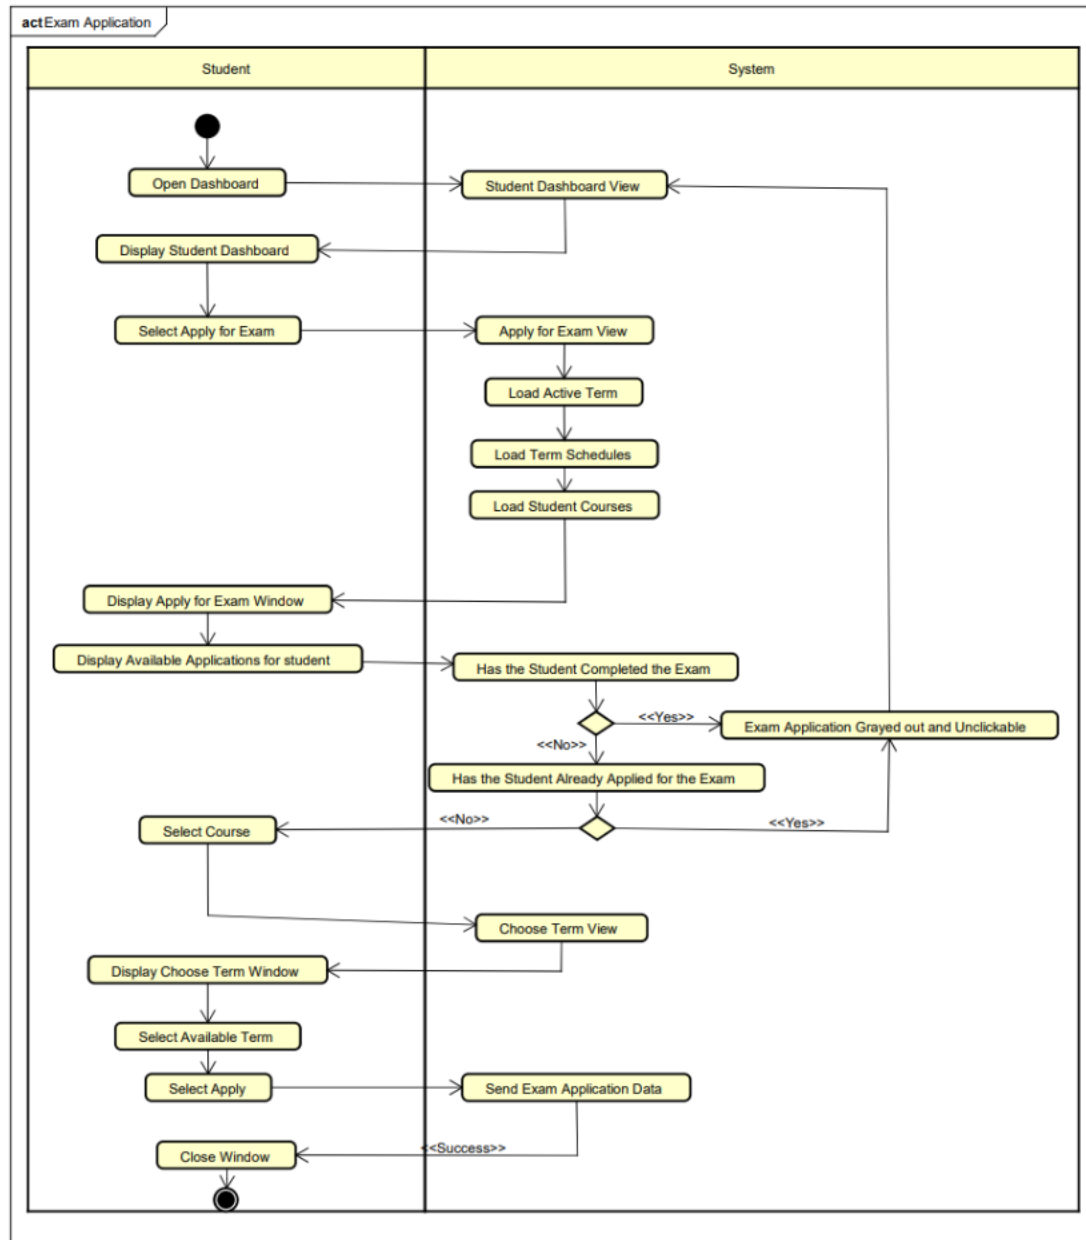 act Exam Application
Student
System
Open Dashboard
Student Dashboard View
Display Student Dashboard
Select Apply for Exam
Apply for Exam View
Load Active Term
Load Term Schedules
Load Student Courses
Display Apply for Exam Window
Display Available Applications for student
Has the Student Completed the Exam
<<Yes>>
Exam Application Grayed out and Unclickable
<<No>>
Has the Student Already Applied for the Exam
<<No>>
<<Yes>>
Select Course
Choose Term View
Display Choose Term Window
Select Available Term
Select Apply
Send Exam Application Data
<<Success>>
Close Window